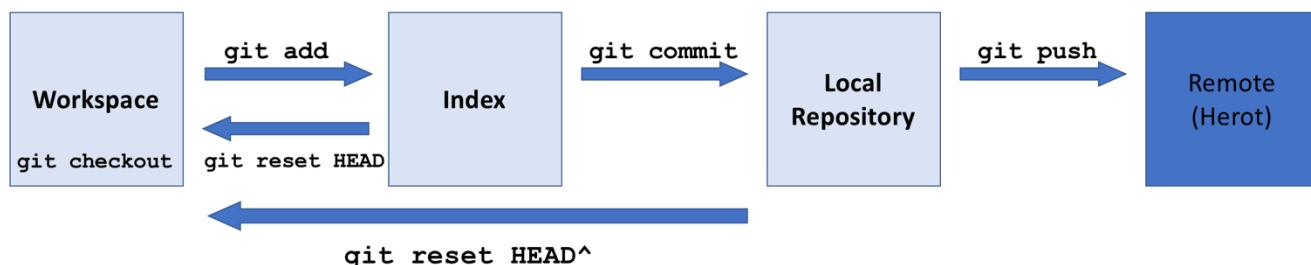 git add
git commit
git push
Workspace
Index
Local
Repository
Remote
(Herot)
git checkout
git reset HEAD
git reset HEAD^